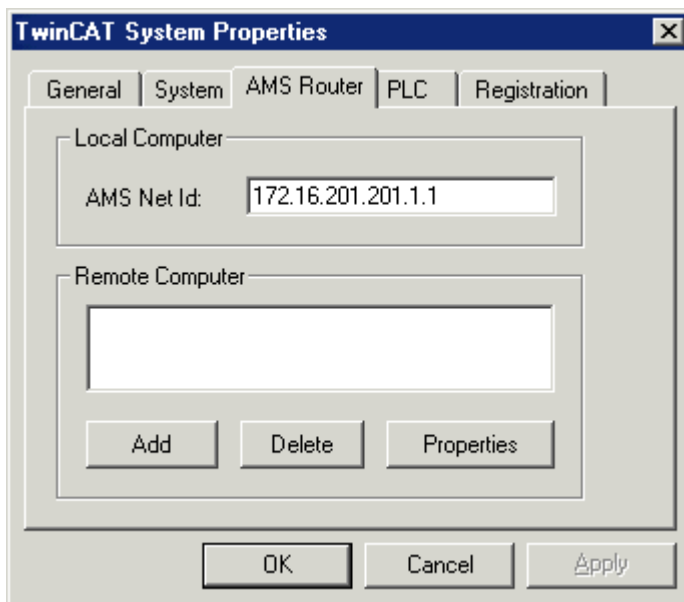 TwinCAT System Properties
General System AMS Router PLC Registration
Local Computer
AMS Net Id: 172.16.201.201.1.1
Remote Computer
Add Delete Properties
OK Cancel Apply